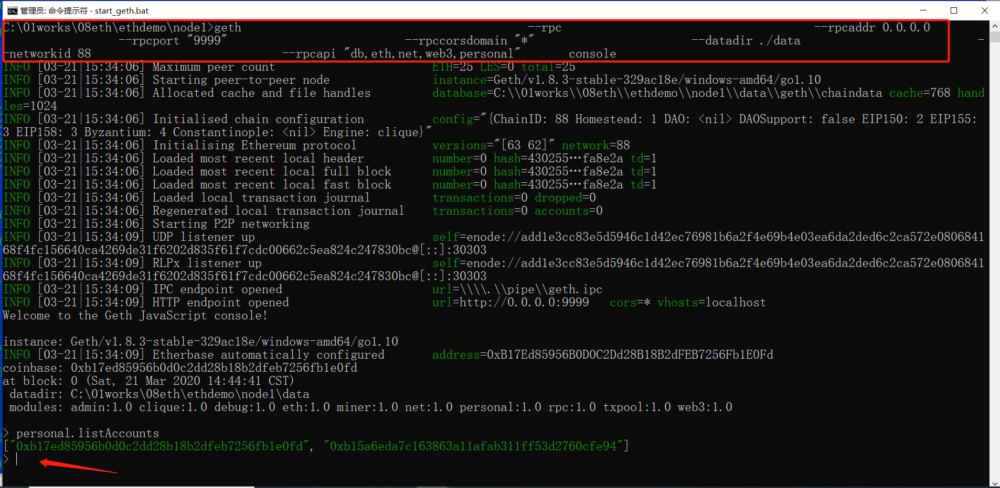 管理员: 命令提示符 - start_geth.bat
C:\01works\08eth\ethdemo\node1>geth --rpc --rpcaddr 0.0.0.0
--rpcport "9999" --rpccorsdomain "*" --datadir ./data -
-networkid 88 --rpcapi "db,eth,net,web3,personal" console
INFO [03-21|15:34:06] Maximum peer count ETH=25 LES=0 total=25
INFO [03-21|15:34:06] Starting peer-to-peer node instance=Geth/v1.8.3-stable-329ac18e/windows-amd64/go1.10
INFO [03-21|15:34:06] Allocated cache and file handles database=C:\\01works\\08eth\\ethdemo\\node1\\data\\geth\\chaindata cache=768 hand
les=1024
INFO [03-21|15:34:06] Initialised chain configuration config="{ChainID: 88 Homestead: 1 DAO: <nil> DAOSupport: false EIP150: 2 EIP155:
3 EIP158: 3 Byzantium: 4 Constantinople: <nil> Engine: clique}"
INFO [03-21|15:34:06] Initialising Ethereum protocol versions="[63 62]" network=88
INFO [03-21|15:34:06] Loaded most recent local header number=0 hash=430255…fa8e2a td=1
INFO [03-21|15:34:06] Loaded most recent local full block number=0 hash=430255…fa8e2a td=1
INFO [03-21|15:34:06] Loaded most recent local fast block number=0 hash=430255…fa8e2a td=1
INFO [03-21|15:34:06] Loaded local transaction journal transactions=0 dropped=0
INFO [03-21|15:34:06] Regenerated local transaction journal transactions=0 accounts=0
INFO [03-21|15:34:06] Starting P2P networking
INFO [03-21|15:34:09] UDP listener up self=enode://add1e3cc83e5d5946c1d42ec76981b6a2f4e69b4e03ea6da2ded6c2ca572e0806841
68f4fc156640ca4269de31f6202d835f61f7cdc00662c5ea824c247830bc@[::]:30303
INFO [03-21|15:34:09] RLPx listener up self=enode://add1e3cc83e5d5946c1d42ec76981b6a2f4e69b4e03ea6da2ded6c2ca572e0806841
68f4fc156640ca4269de31f6202d835f61f7cdc00662c5ea824c247830bc@[::]:30303
INFO [03-21|15:34:09] IPC endpoint opened url=\\\\.\\pipe\\geth.ipc
INFO [03-21|15:34:09] HTTP endpoint opened url=http://0.0.0.0:9999 cors=* vhosts=localhost
Welcome to the Geth JavaScript console!
instance: Geth/v1.8.3-stable-329ac18e/windows-amd64/go1.10
INFO [03-21|15:34:09] Etherbase automatically configured address=0xB17Ed85956B0D0C2Dd28B18B2dFEB7256Fb1E0Fd
coinbase: 0xb17ed85956b0d0c2dd28b18b2dfeb7256fb1e0fd
at block: 0 (Sat, 21 Mar 2020 14:44:41 CST)
datadir: C:\01works\08eth\ethdemo\node1\data
modules: admin:1.0 clique:1.0 debug:1.0 eth:1.0 miner:1.0 net:1.0 personal:1.0 rpc:1.0 txpool:1.0 web3:1.0
> personal.listAccounts
["0xb17ed85956b0d0c2dd28b18b2dfeb7256fb1e0fd", "0xb15a6eda7c163863a11afab311ff53d2760cfe94"]
>